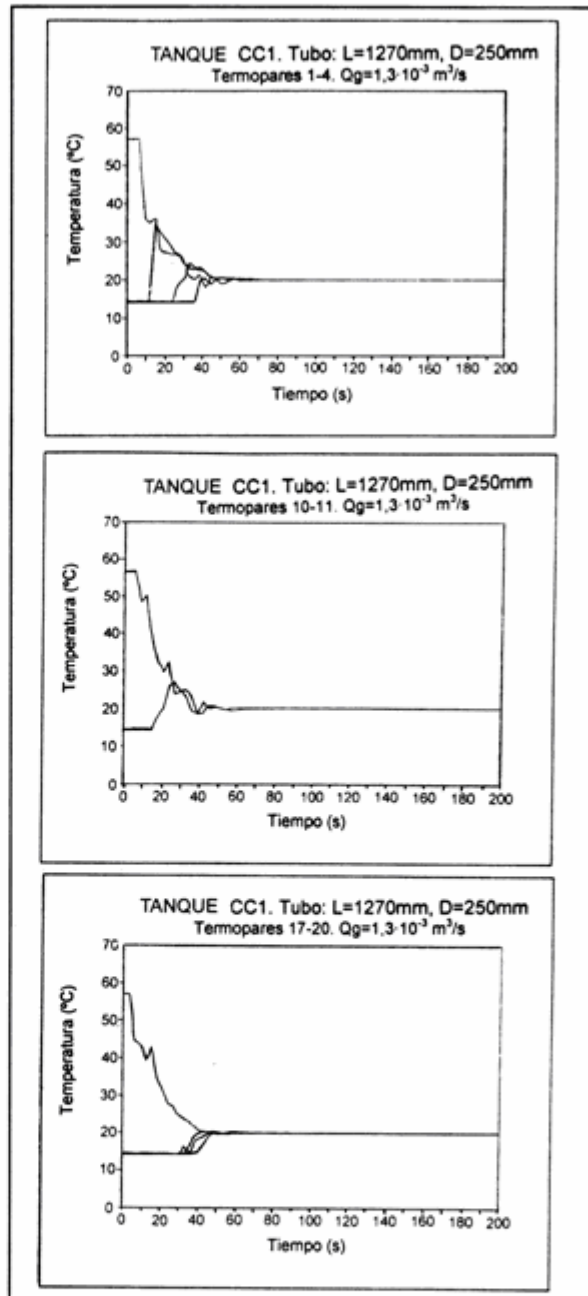 TANQUE CC1. Tubo: L=1270mm, D=250mm
Termopares 1-4. Qg=1,3·10⁻³ m³/s
Temperatura (ºC)
70
60
50
40
30
20
10
0
0 20 40 60 80 100 120 140 160 180 200
Tiempo (s)
TANQUE CC1. Tubo: L=1270mm, D=250mm
Termopares 10-11. Qg=1,3·10⁻³ m³/s
Temperatura (ºC)
70
60
50
40
30
20
10
0
0 20 40 60 80 100 120 140 160 180 200
Tiempo (s)
TANQUE CC1. Tubo: L=1270mm, D=250mm
Termopares 17-20. Qg=1,3·10⁻³ m³/s
Temperatura (ºC)
70
60
50
40
30
20
10
0
0 20 40 60 80 100 120 140 160 180 200
Tiempo (s)